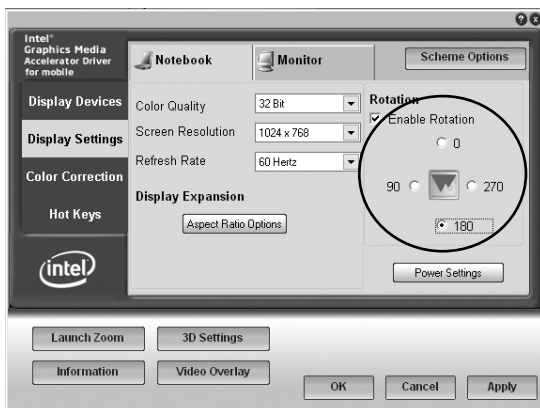 Intel®
Graphics Media
Accelerator Driver
for mobile
Display Devices
Display Settings
Color Correction
Hot Keys
intel
Notebook
Monitor
Scheme Options
Color Quality
32 Bit
Screen Resolution
1024 x 768
Refresh Rate
60 Hertz
Display Expansion
Aspect Ratio Options
Rotation
Enable Rotation
0
90
270
180
Power Settings
Launch Zoom
3D Settings
Information
Video Overlay
OK
Cancel
Apply